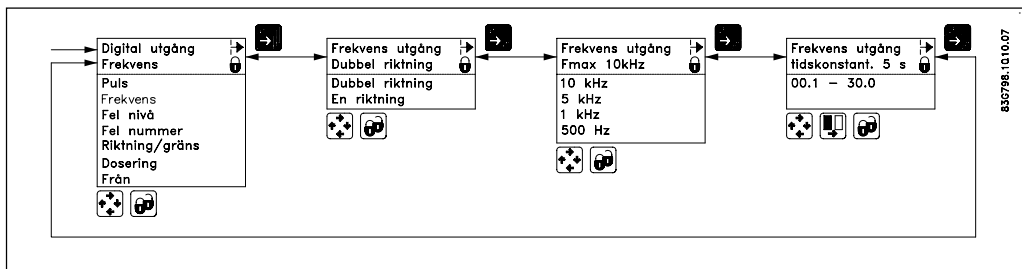 Digital utgång
Frekvens
Puls
Frekvens
Fel nivå
Fel nummer
Riktning/gräns
Dosering
Från
Frekvens utgång
Dubbel riktning
Dubbel riktning
En riktning
Frekvens utgång
Fmax 10kHz
10 kHz
5 kHz
1 kHz
500 Hz
Frekvens utgång
tidskonstant. 5 s
00.1 – 30.0
83G798.10.10.07